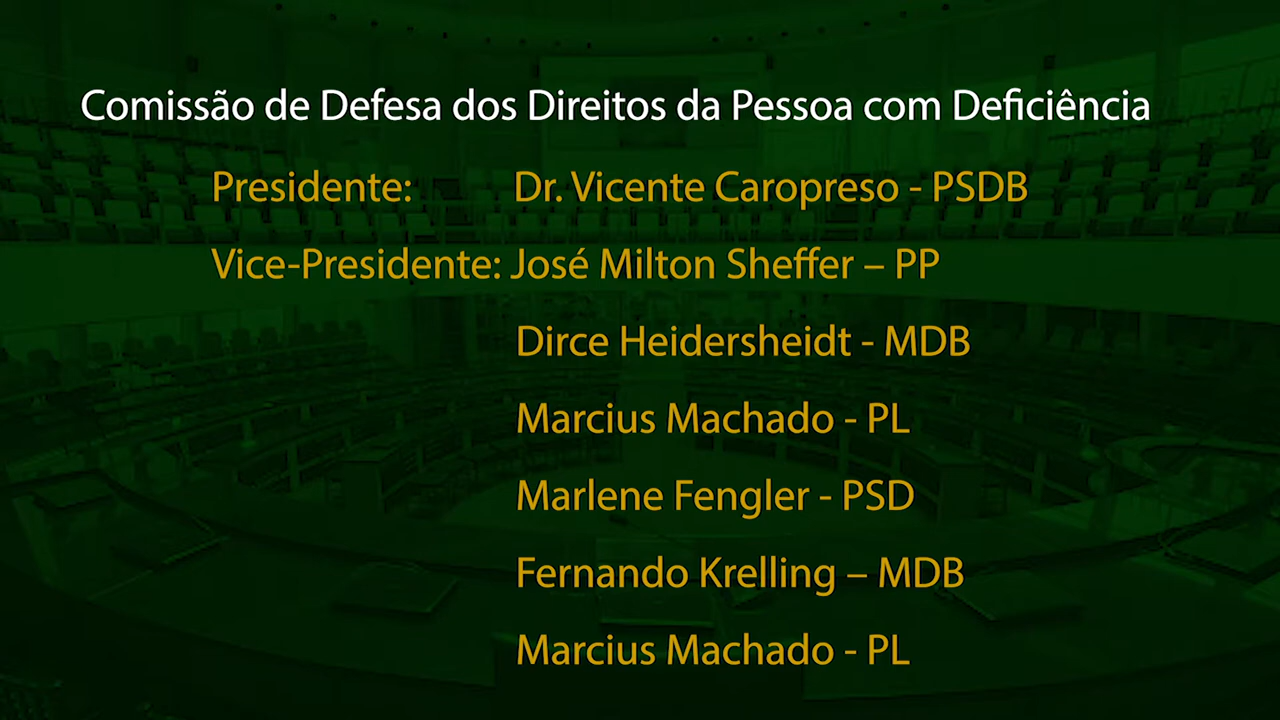 Comissão de Defesa dos Direitos da Pessoa com Deficiência
Presidente: Dr. Vicente Caropreso - PSDB
Vice-Presidente: José Milton Sheffer – PP
Dirce Heidersheidt - MDB
Marcius Machado - PL
Marlene Fengler - PSD
Fernando Krelling – MDB
Marcius Machado - PL